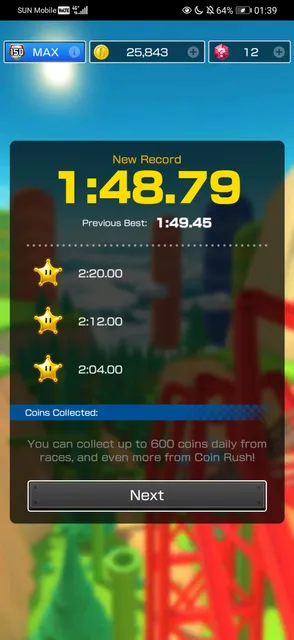 SUN Mobile VoLTE 4G 64% 01:39
150 MAX i 25,843 + 12 +
New Record
1:48.79
Previous Best: 1:49.45
2:20.00
2:12.00
2:04.00
Coins Collected:
You can collect up to 600 coins daily from
races, and even more from Coin Rush!
Next